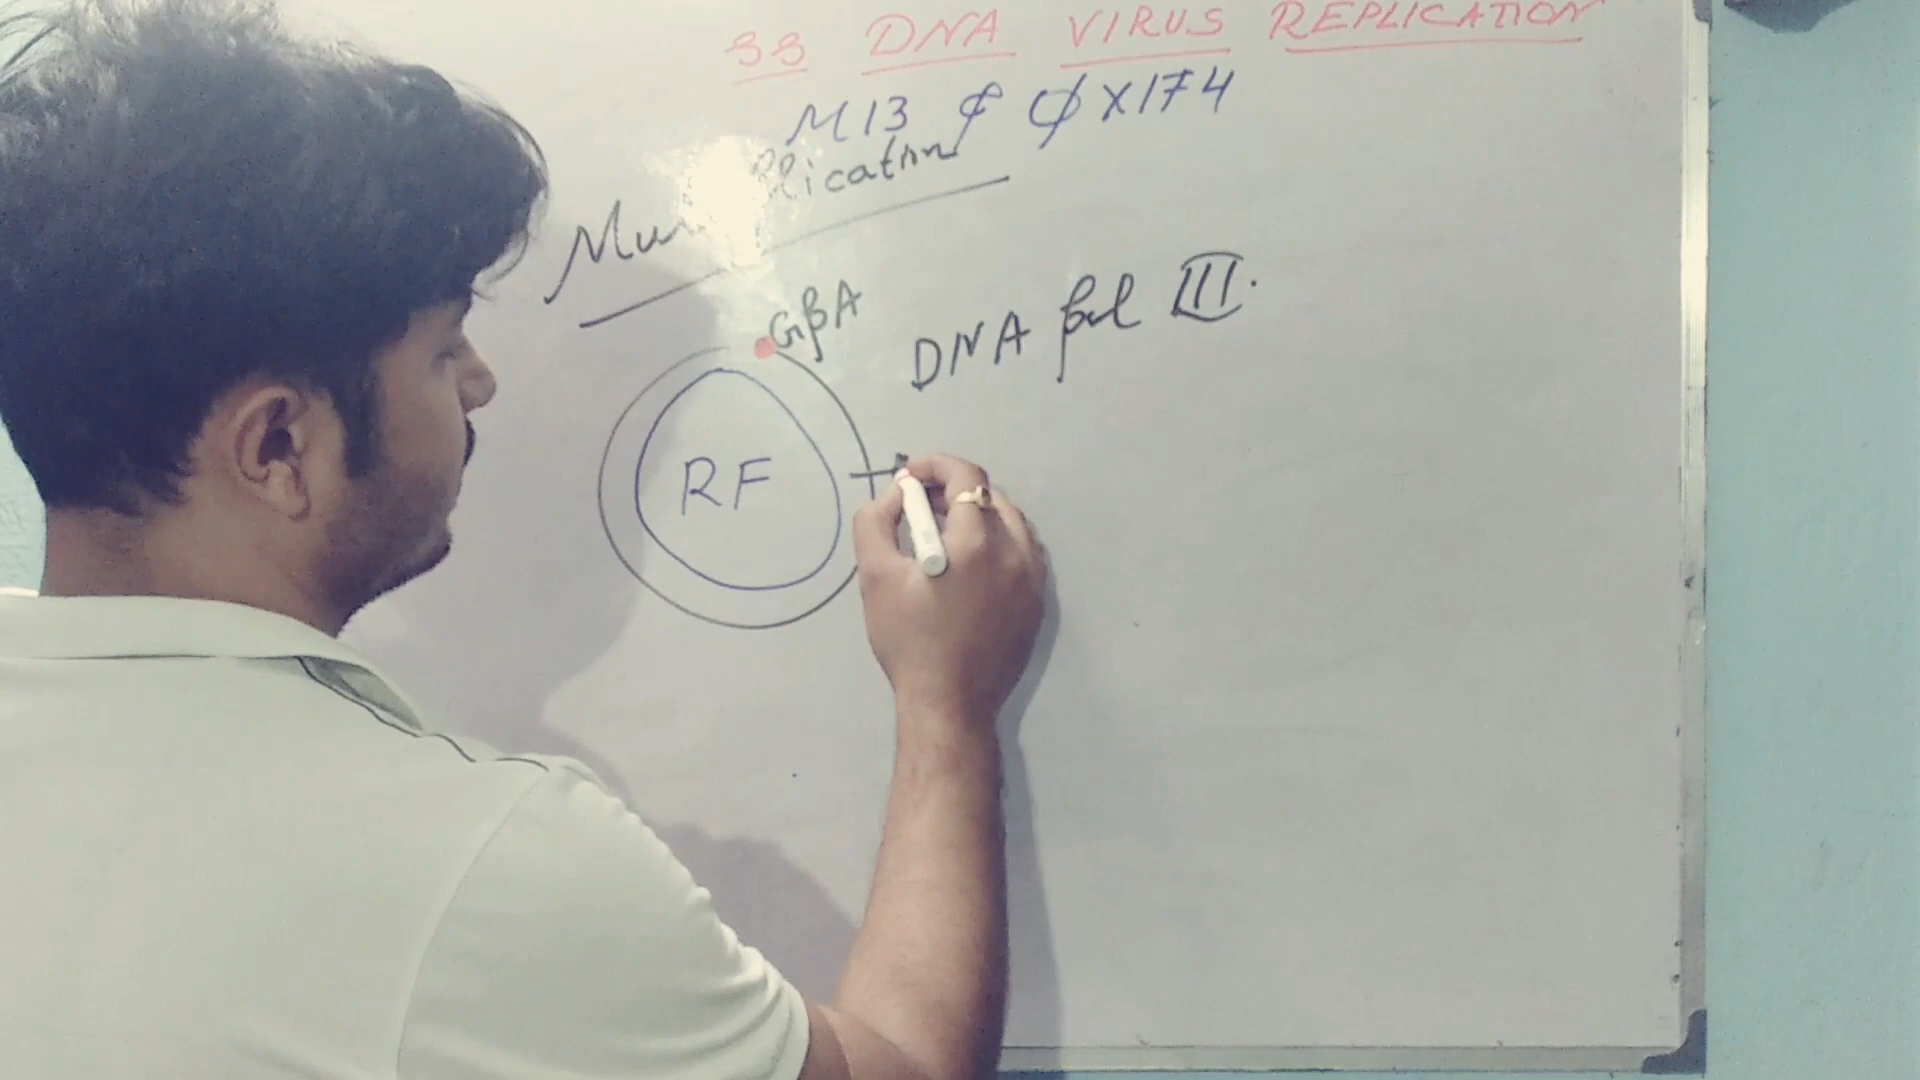 SS DNA VIRUS REPLICATION
M13 & ϕX174
GpA
DNA pol III.
RF